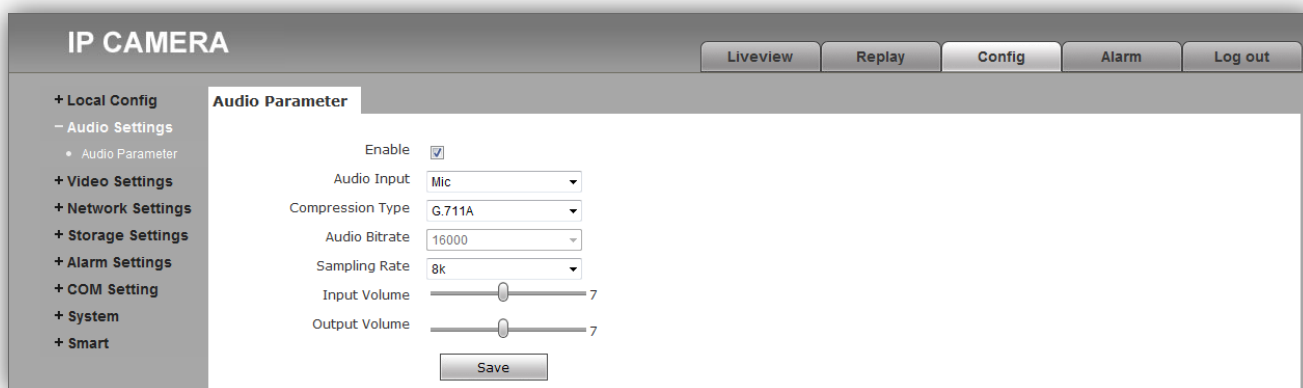 IP CAMERA
Liveview Replay Config Alarm Log out
+ Local Config
− Audio Settings
• Audio Parameter
+ Video Settings
+ Network Settings
+ Storage Settings
+ Alarm Settings
+ COM Setting
+ System
+ Smart
Audio Parameter
Enable
Audio Input Mic
Compression Type G.711A
Audio Bitrate 16000
Sampling Rate 8k
Input Volume 7
Output Volume 7
Save